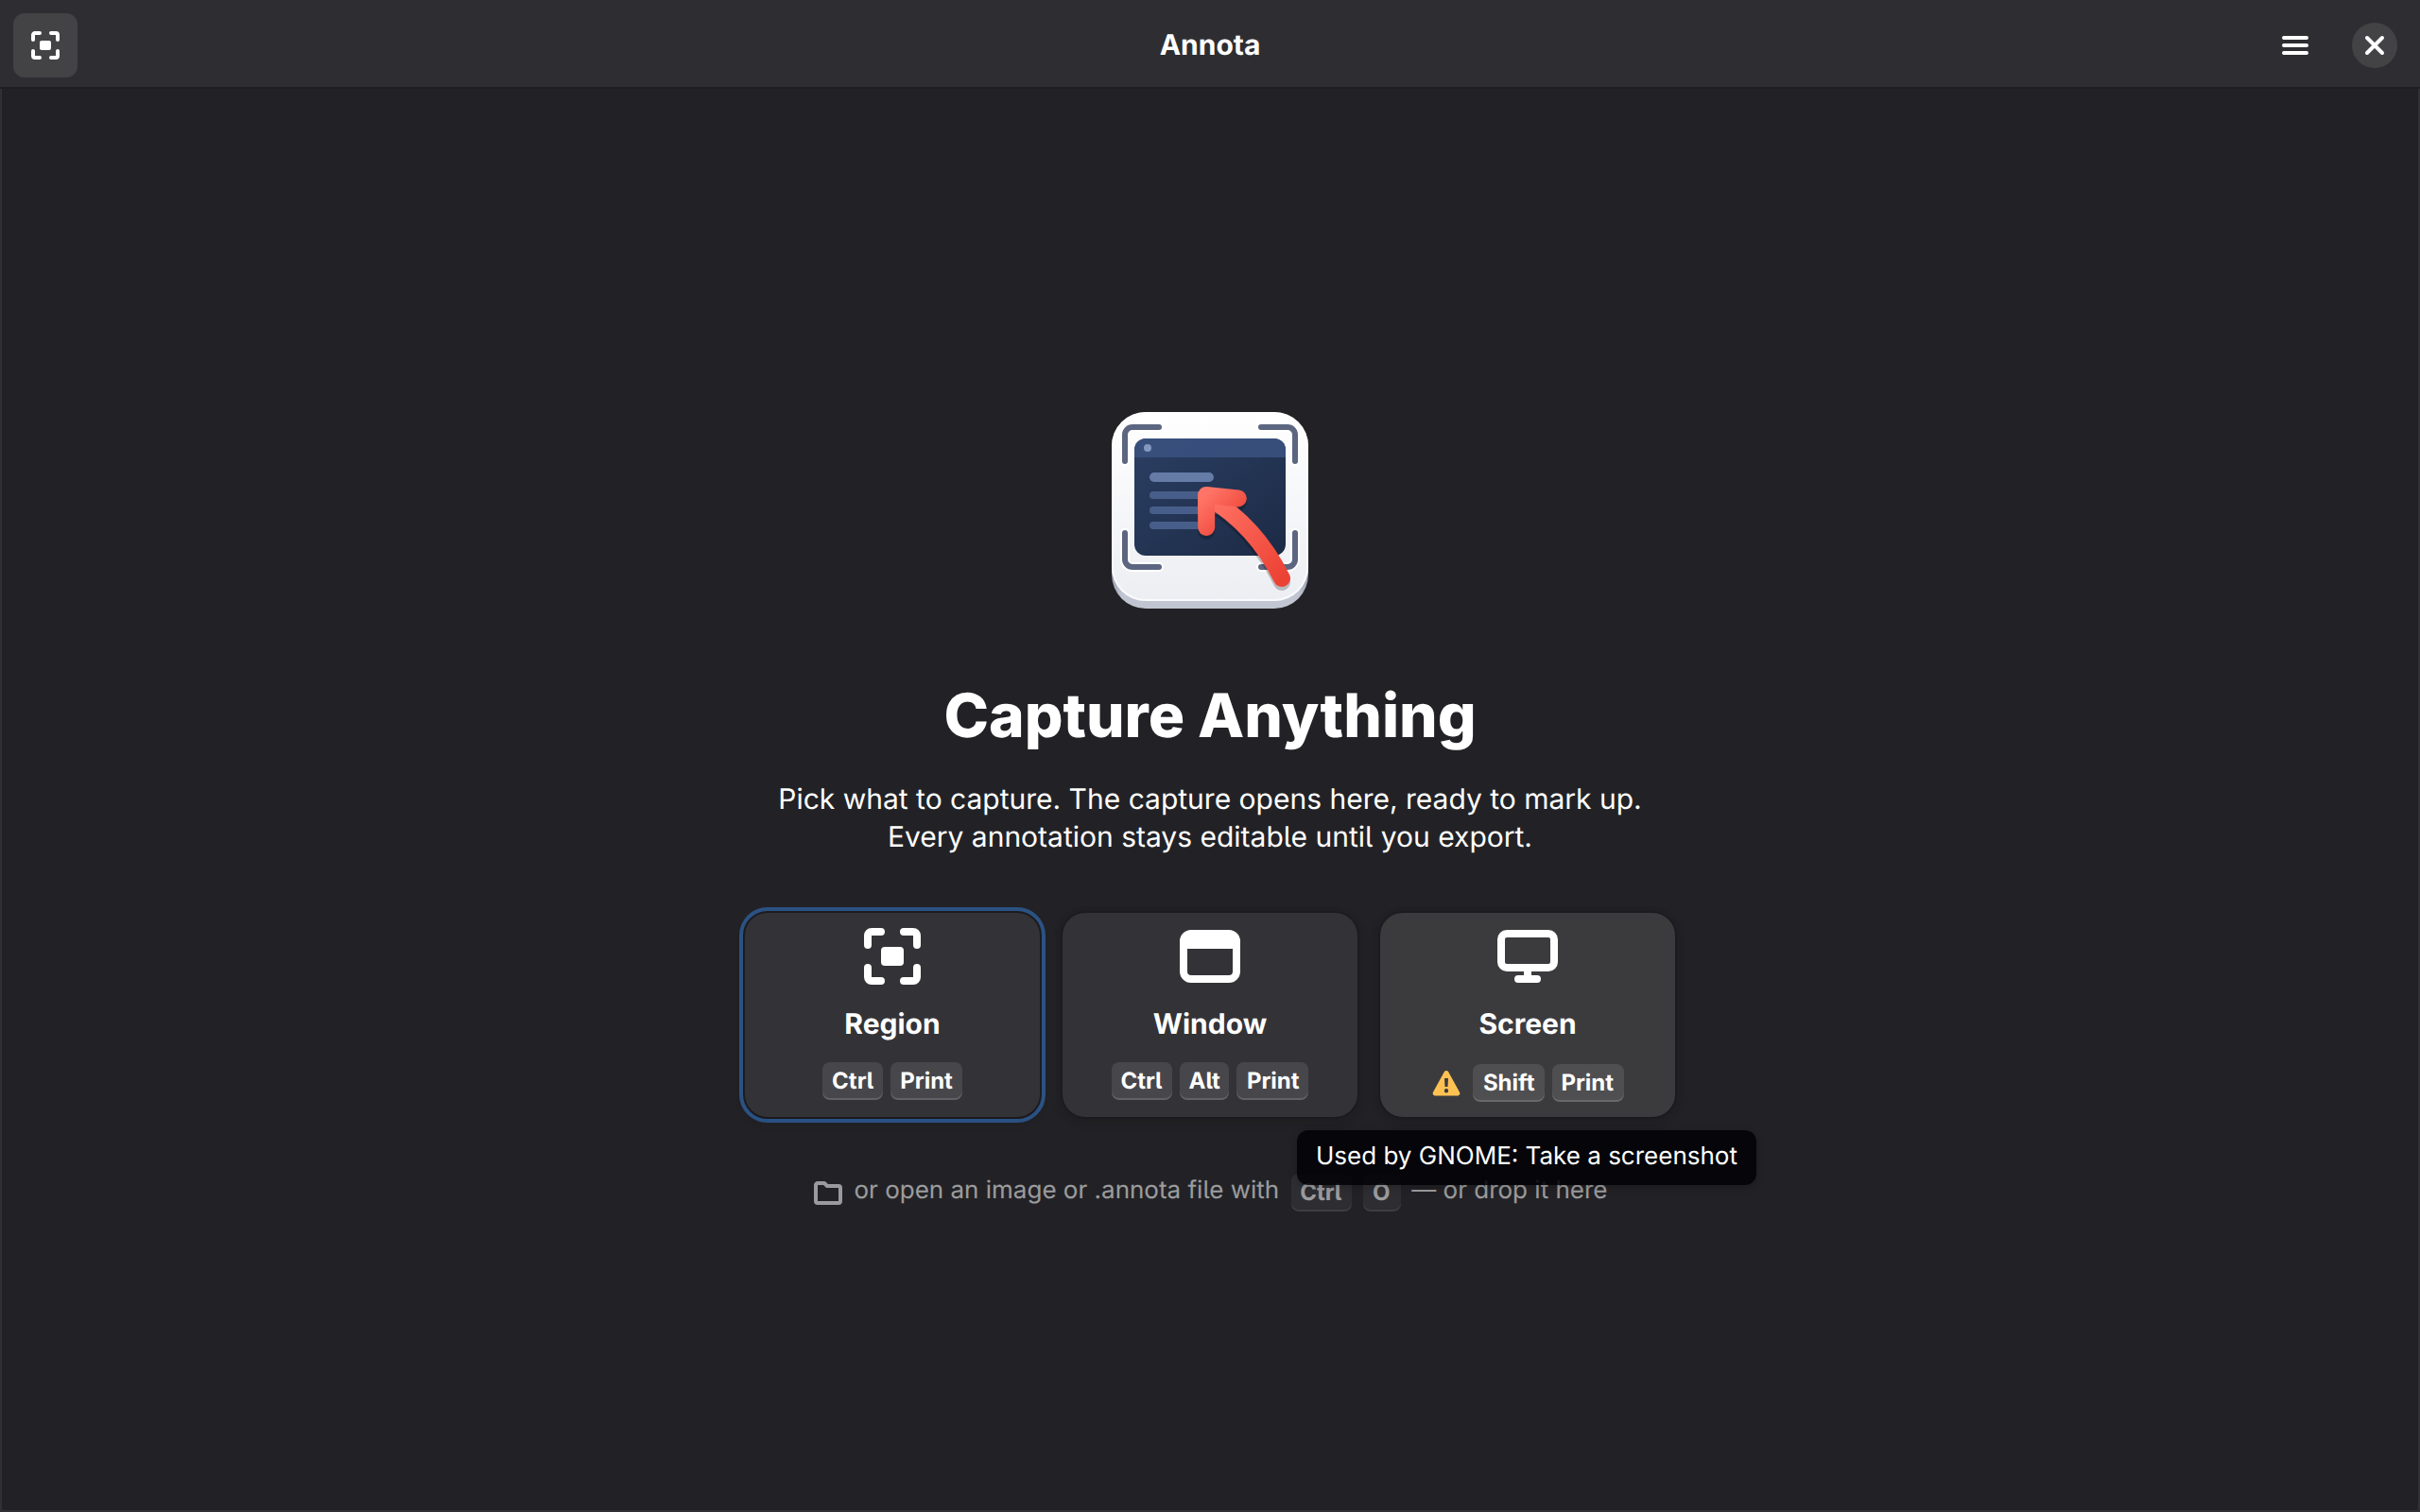 Annota
Capture Anything
Pick what to capture. The capture opens here, ready to mark up.
Every annotation stays editable until you export.
Region
Ctrl Print
Window
Ctrl Alt Print
Screen
Shift Print
Used by GNOME: Take a screenshot
or open an image or .annota file with Ctrl O — or drop it here